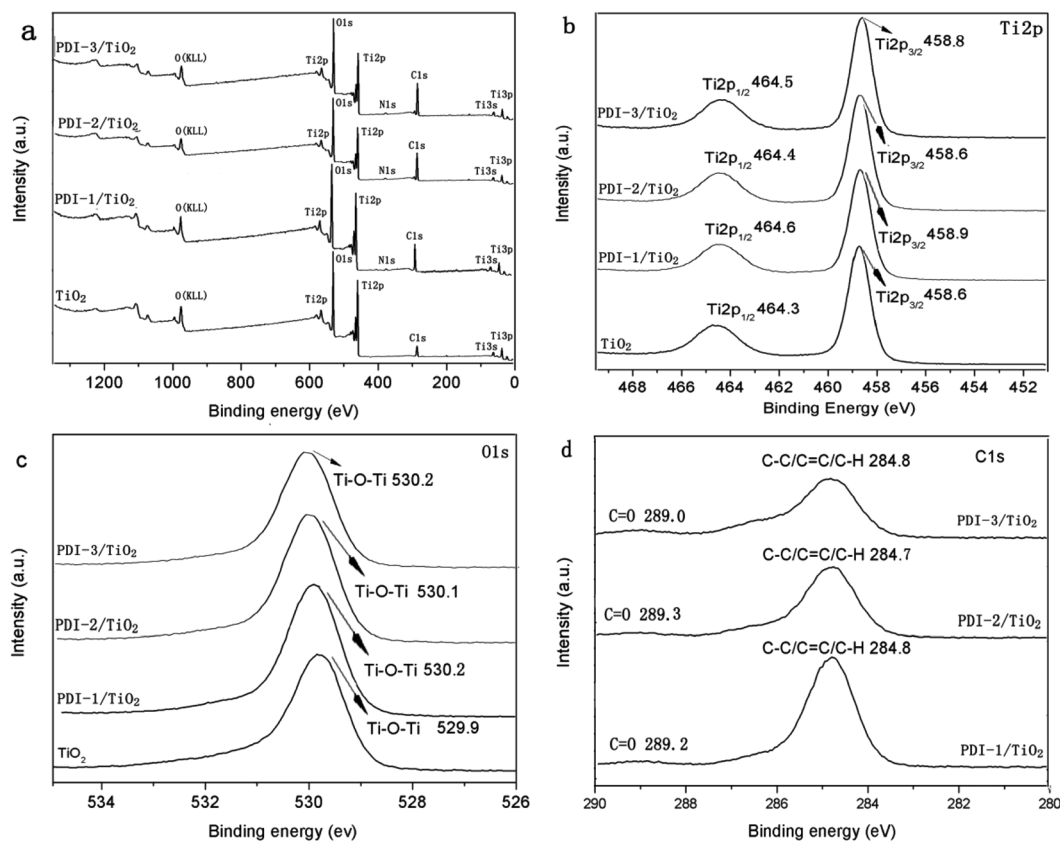 a
PDI-3/TiO₂
O(KLL)
Ti2p
O1s
Ti2p
N1s
C1s
Ti3s
Ti3p
PDI-2/TiO₂
O(KLL)
Ti2p
O1s
Ti2p
N1s
C1s
Ti3s
Ti3p
PDI-1/TiO₂
O(KLL)
Ti2p
O1s
Ti2p
N1s
C1s
Ti3s
Ti3p
TiO₂
O(KLL)
Ti2p
O1s
Ti2p
C1s
Ti3s
Ti3p
Intensity (a.u.)
1200 1000 800 600 400 200 0
Binding energy (eV)
b
Ti2p
Ti2p₃/₂ 458.8
Ti2p₁/₂ 464.5
PDI-3/TiO₂
Ti2p₃/₂ 458.6
Ti2p₁/₂ 464.4
PDI-2/TiO₂
Ti2p₃/₂ 458.9
Ti2p₁/₂ 464.6
PDI-1/TiO₂
Ti2p₃/₂ 458.6
Ti2p₁/₂ 464.3
TiO₂
Intensity (a.u.)
468 466 464 462 460 458 456 454 452
Binding Energy (eV)
c
O1s
Ti-O-Ti 530.2
PDI-3/TiO₂
Ti-O-Ti 530.1
PDI-2/TiO₂
Ti-O-Ti 530.2
PDI-1/TiO₂
Ti-O-Ti 529.9
TiO₂
Intensity (a.u.)
534 532 530 528 526
Binding energy (ev)
d
C1s
C-C/C=C/C-H 284.8
C=O 289.0
PDI-3/TiO₂
C-C/C=C/C-H 284.7
C=O 289.3
PDI-2/TiO₂
C-C/C=C/C-H 284.8
C=O 289.2
PDI-1/TiO₂
Intensity (a.u.)
290 288 286 284 282 280
Binding energy (eV)